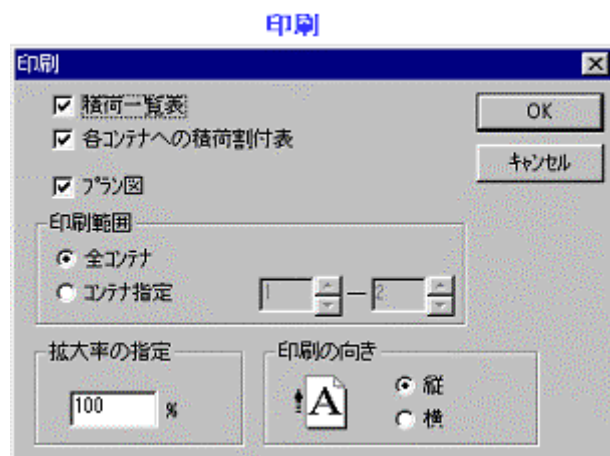 印刷
印刷
積荷一覧表
OK
各コンテナへの積荷割付表
キャンセル
プラン図
印刷範囲
全コンテナ
コンテナ指定 1 — 2
拡大率の指定
100 %
印刷の向き
A
縦
横